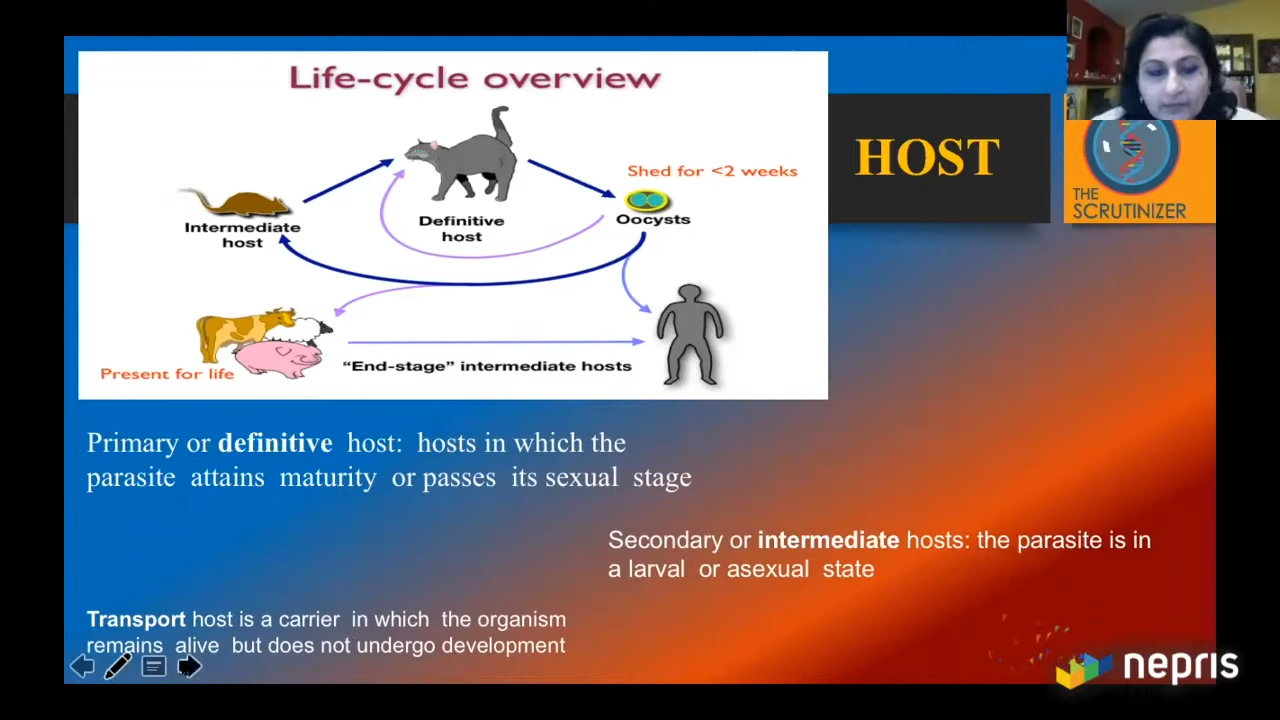 Life-cycle overview
HOST
THE
SCRUTINIZER
Shed for <2 weeks
Intermediate
host
Definitive
host
Oocysts
Present for life
“End-stage” intermediate hosts
Primary or definitive host: hosts in which the
parasite attains maturity or passes its sexual stage
Secondary or intermediate hosts: the parasite is in
a larval or asexual state
Transport host is a carrier in which the organism
remains alive but does not undergo development
nepris